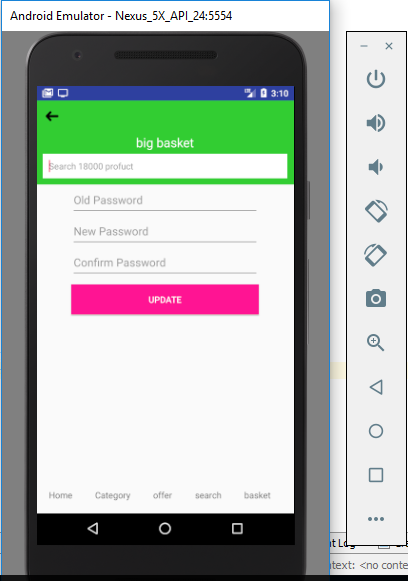 Android Emulator - Nexus_5X_API_24:5554
3:10
big basket
Search 18000 profuct
Old Password
New Password
Confirm Password
UPDATE
Home Category offer search basket
text: <no conte